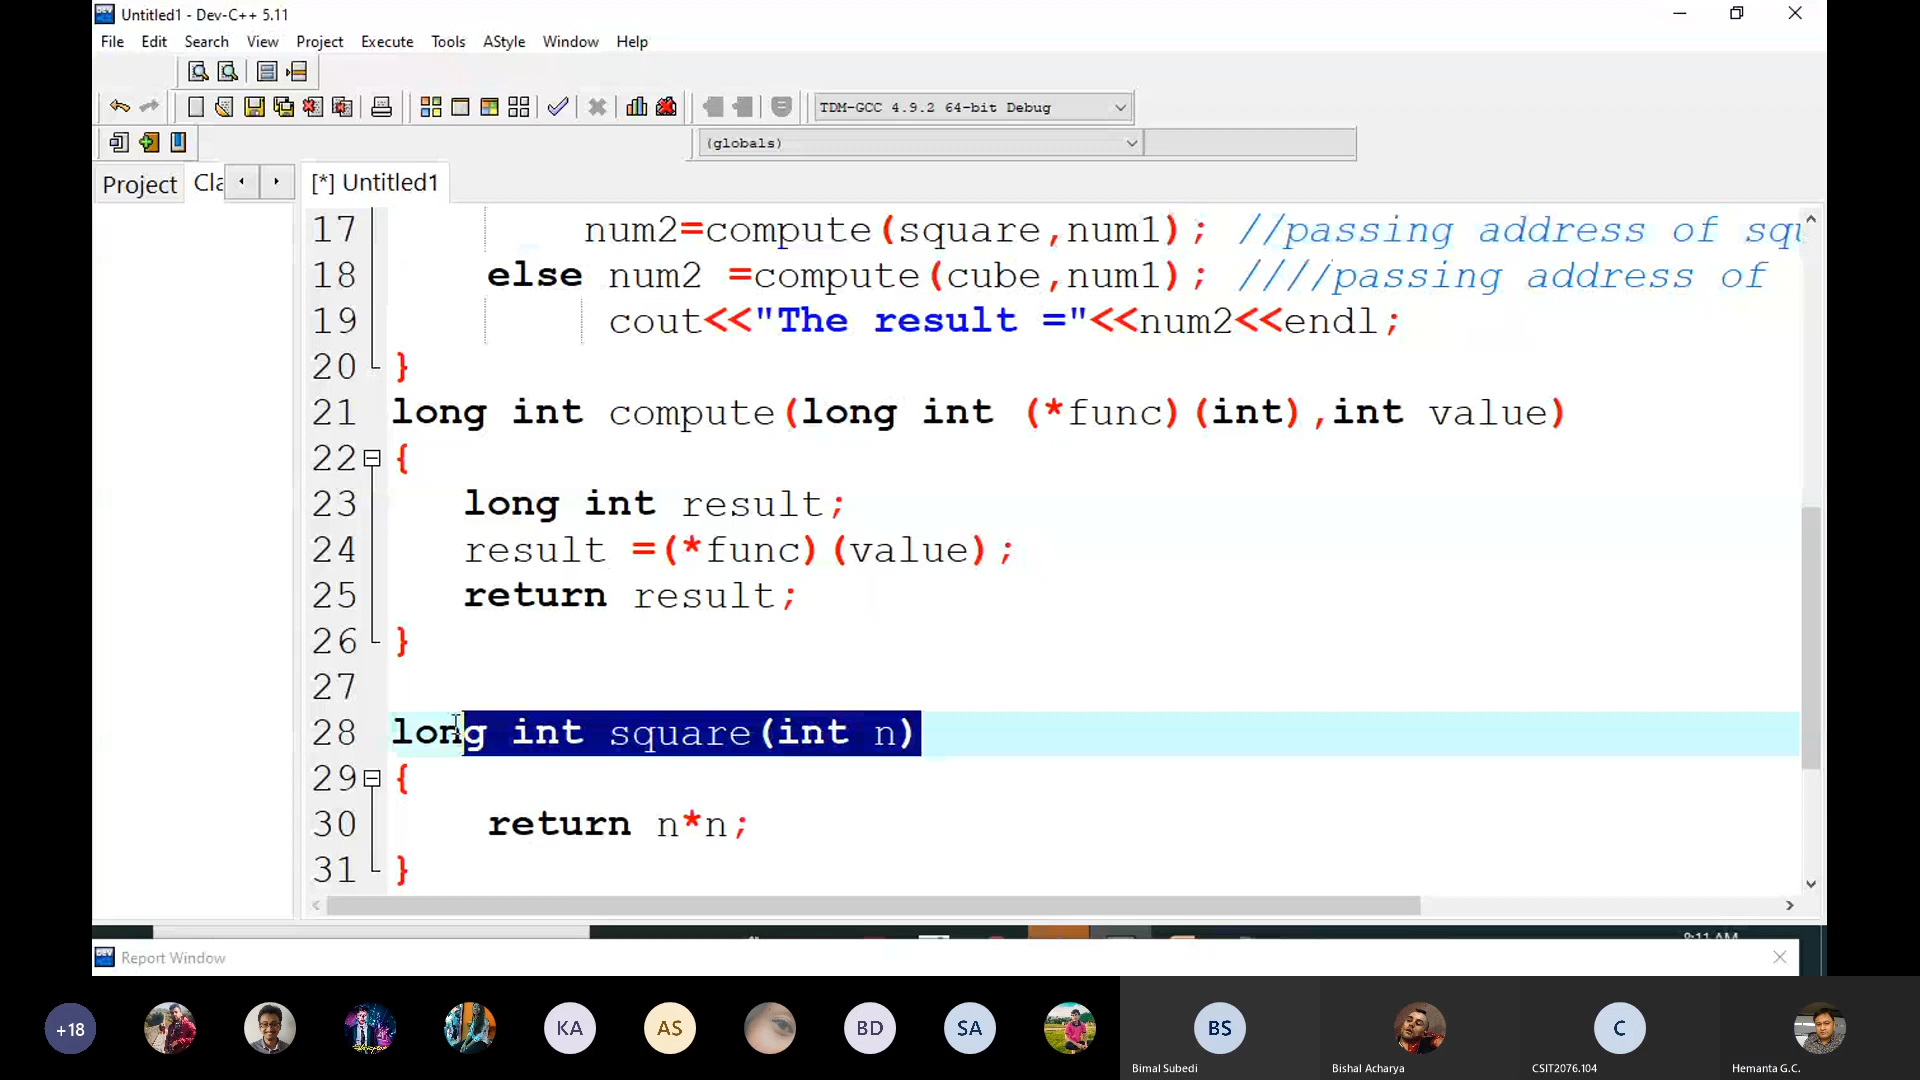 Untitled1 - Dev-C++ 5.11
File Edit Search View Project Execute Tools AStyle Window Help
TDM-GCC 4.9.2 64-bit Debug
(globals)
Project Cla [*] Untitled1
17 num2=compute(square,num1); //passing address of squ
18 else num2 =compute(cube,num1); ////passing address of
19 cout<<"The result ="<<num2<<endl;
20 }
21 long int compute(long int (*func)(int),int value)
22 {
23 long int result;
24 result =(*func)(value);
25 return result;
26 }
27
28 long int square(int n)
29 {
30 return n*n;
31 }
Report Window
+18 KA AS BD SA BS C
Bimal Subedi Bishal Acharya CSIT2076.104 Hemanta G.C.